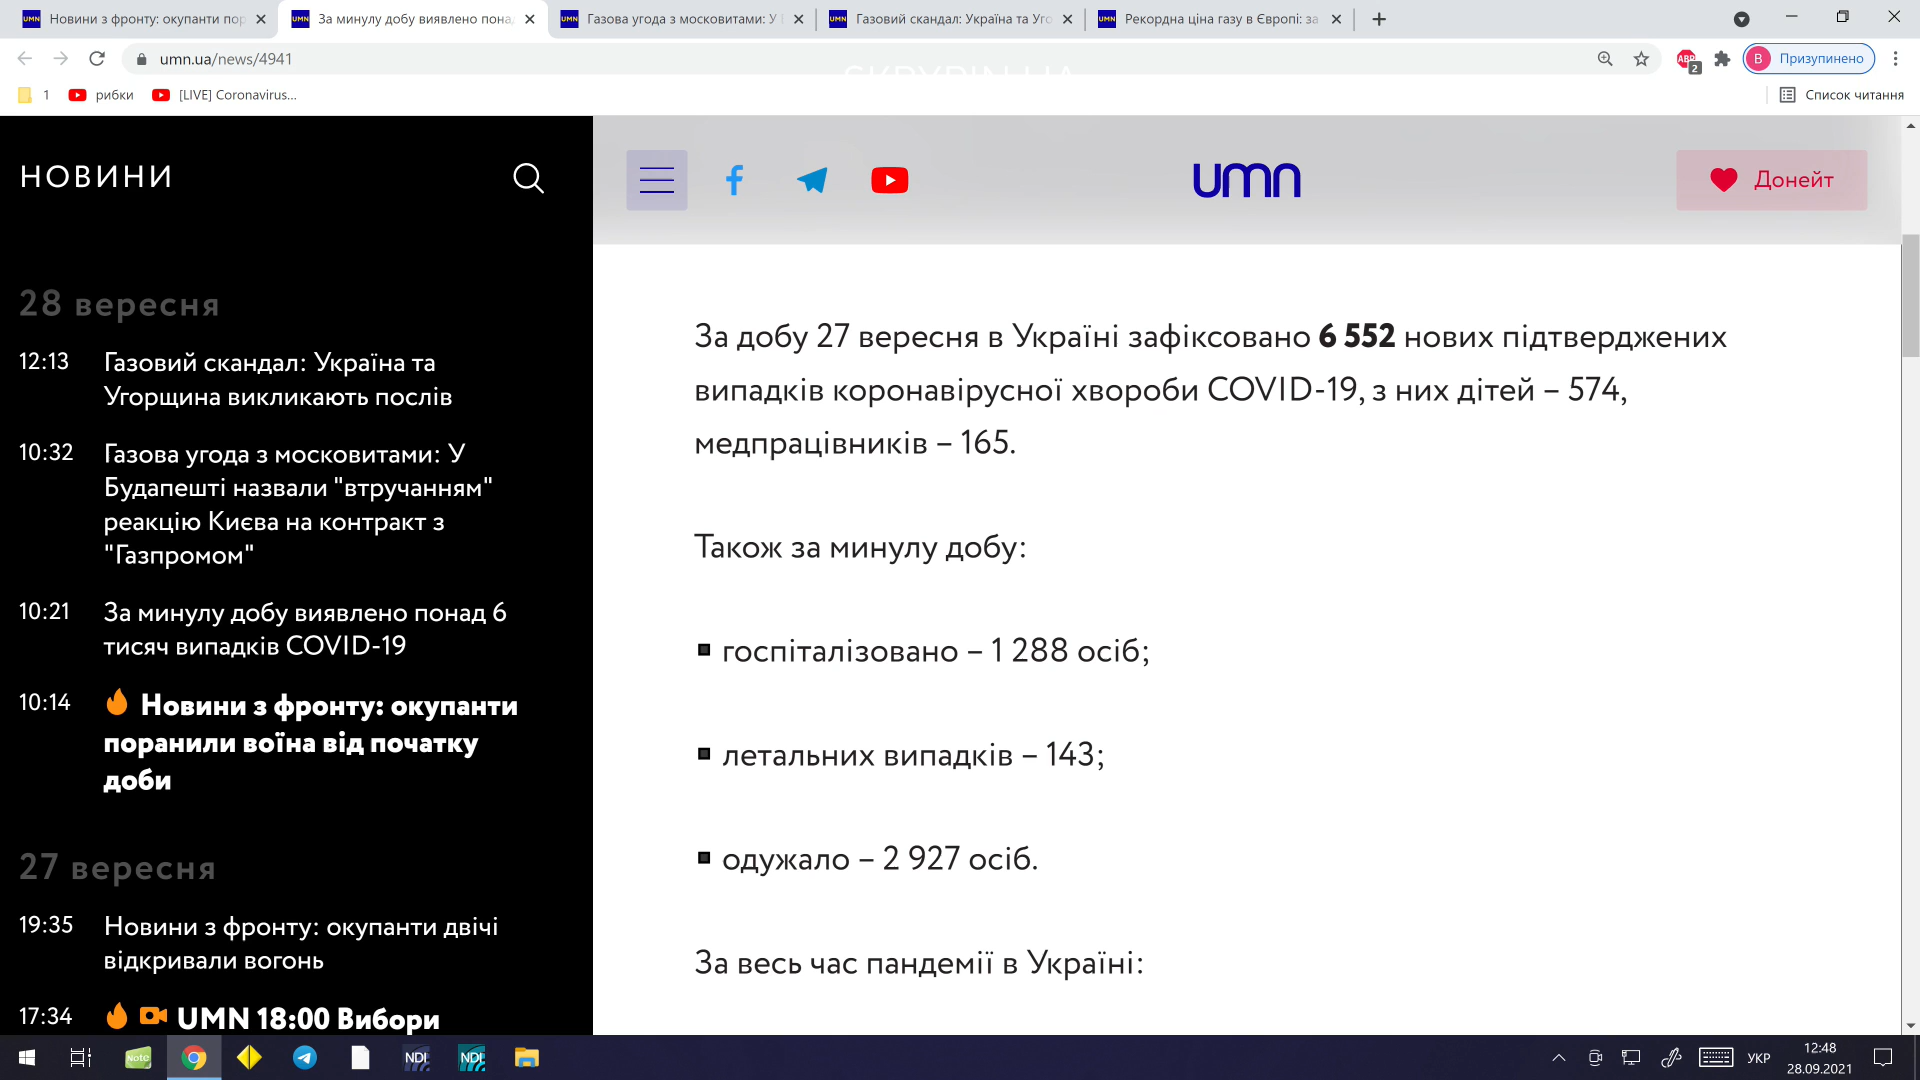 Новини з фронту: окупанти пор
За минулу добу виявлено пона
Газова угода з московитами: У
Газовий скандал: Україна та Уго
Рекордна ціна газу в Європі: за
umn.ua/news/4941
SKRYPIN.UA
ABP
2
B
Призупинено
1
рибки
[LIVE] Coronavirus...
Список читання
НОВИНИ
umn
Донейт
28 вересня
12:13
Газовий скандал: Україна та
Угорщина викликають послів
10:32
Газова угода з московитами: У
Будапешті назвали "втручанням"
реакцію Києва на контракт з
"Газпромом"
10:21
За минулу добу виявлено понад 6
тисяч випадків COVID-19
10:14
Новини з фронту: окупанти
поранили воїна від початку
доби
27 вересня
19:35
Новини з фронту: окупанти двічі
відкривали вогонь
17:34
UMN 18:00 Вибори
За добу 27 вересня в Україні зафіксовано 6 552 нових підтверджених
випадків коронавірусної хвороби COVID-19, з них дітей – 574,
медпрацівників – 165.
Також за минулу добу:
госпіталізовано – 1 288 осіб;
летальних випадків – 143;
одужало – 2 927 осіб.
За весь час пандемії в Україні:
Note
NDI
NDI
УКР
12:48
28.09.2021